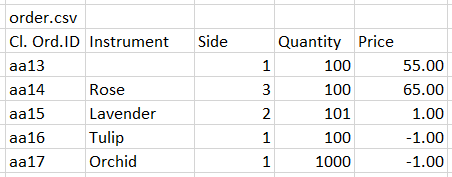 order.csv
Cl. Ord.ID Instrument Side Quantity Price
aa13 1 100 55.00
aa14 Rose 3 100 65.00
aa15 Lavender 2 101 1.00
aa16 Tulip 1 100 -1.00
aa17 Orchid 1 1000 -1.00